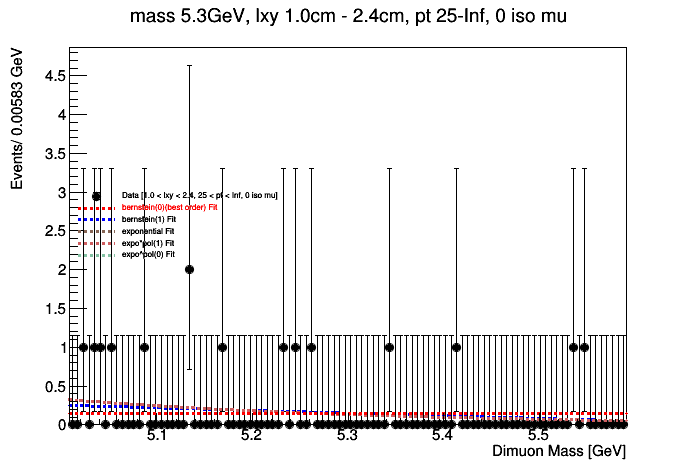 mass 5.3GeV, lxy 1.0cm - 2.4cm, pt 25-Inf, 0 iso mu
Events/ 0.00583 GeV
4.5
4
3.5
3
2.5
2
1.5
1
0.5
0
Data [1.0 < lxy < 2.4, 25 < pt < Inf, 0 iso mu]
bernstein(0)(best order) Fit
bernstein(1) Fit
exponential Fit
expo*pol(1) Fit
expo*pol(0) Fit
5.1 5.2 5.3 5.4 5.5
Dimuon Mass [GeV]